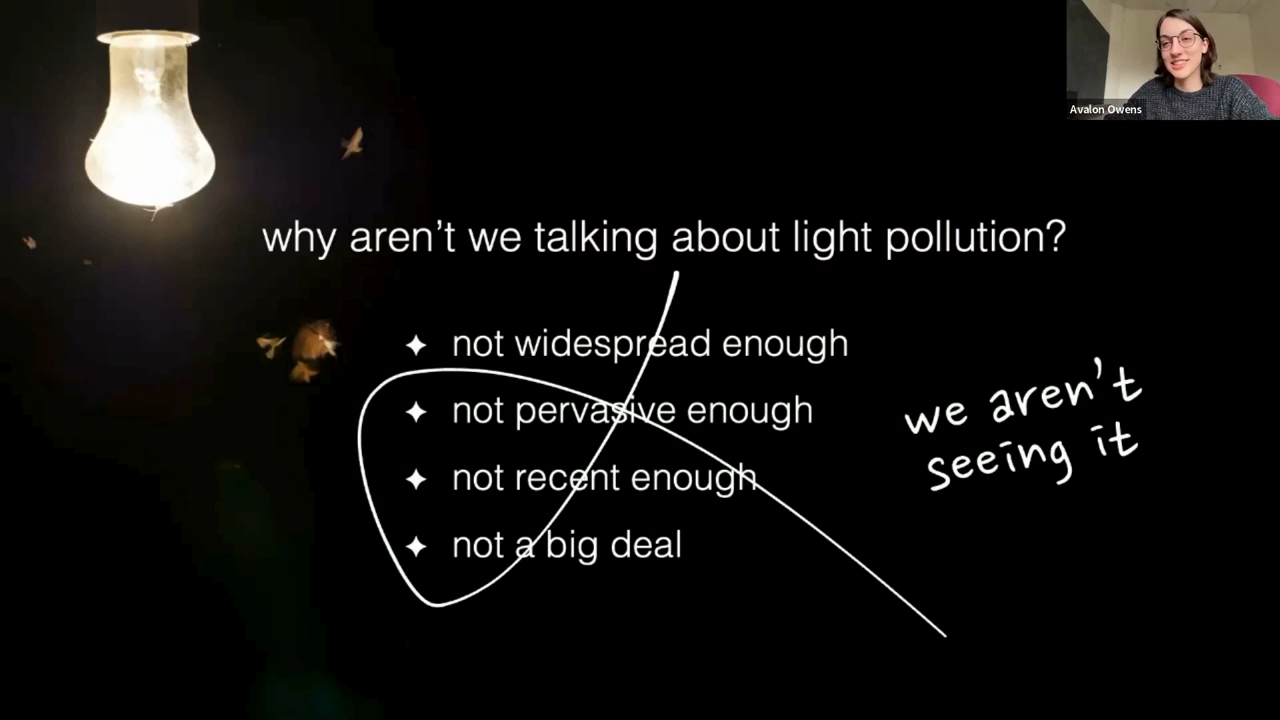 Avalon Owens
why aren't we talking about light pollution?
✦ not widespread enough
✦ not pervasive enough
✦ not recent enough
✦ not a big deal
we aren't
seeing it